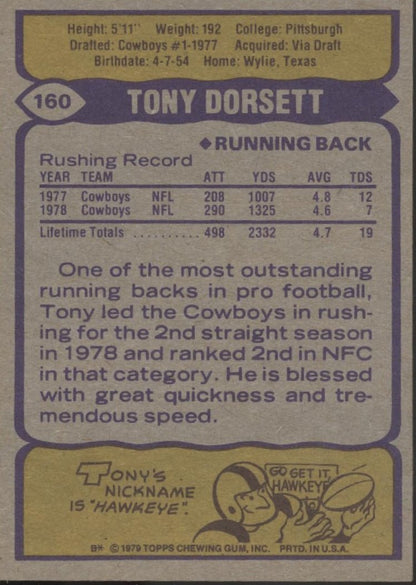 Height: 5'11" Weight: 192 College: Pittsburgh
Drafted: Cowboys #1-1977 Acquired: Via Draft
Birthdate: 4-7-54 Home: Wylie, Texas
160 TONY DORSETT
◆RUNNING BACK
Rushing Record
YEAR TEAM ATT YDS AVG TDS
1977 Cowboys NFL 208 1007 4.8 12
1978 Cowboys NFL 290 1325 4.6 7
Lifetime Totals .......... 498 2332 4.7 19
One of the most outstanding
running backs in pro football,
Tony led the Cowboys in rush-
ing for the 2nd straight season
in 1978 and ranked 2nd in NFC
in that category. He is blessed
with great quickness and tre-
mendous speed.
TONY'S
NICKNAME
IS "HAWKEYE".
GO GET IT,
HAWKEYE!
B* © 1979 TOPPS CHEWING GUM, INC. PRTD. IN U.S.A.